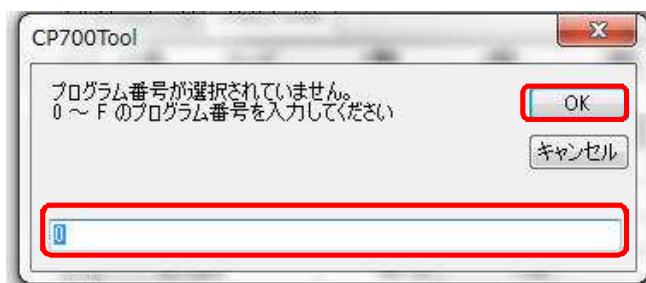 CP700Tool
プログラム番号が選択されていません。
0 ～ F のプログラム番号を入力してください
OK
キャンセル
0